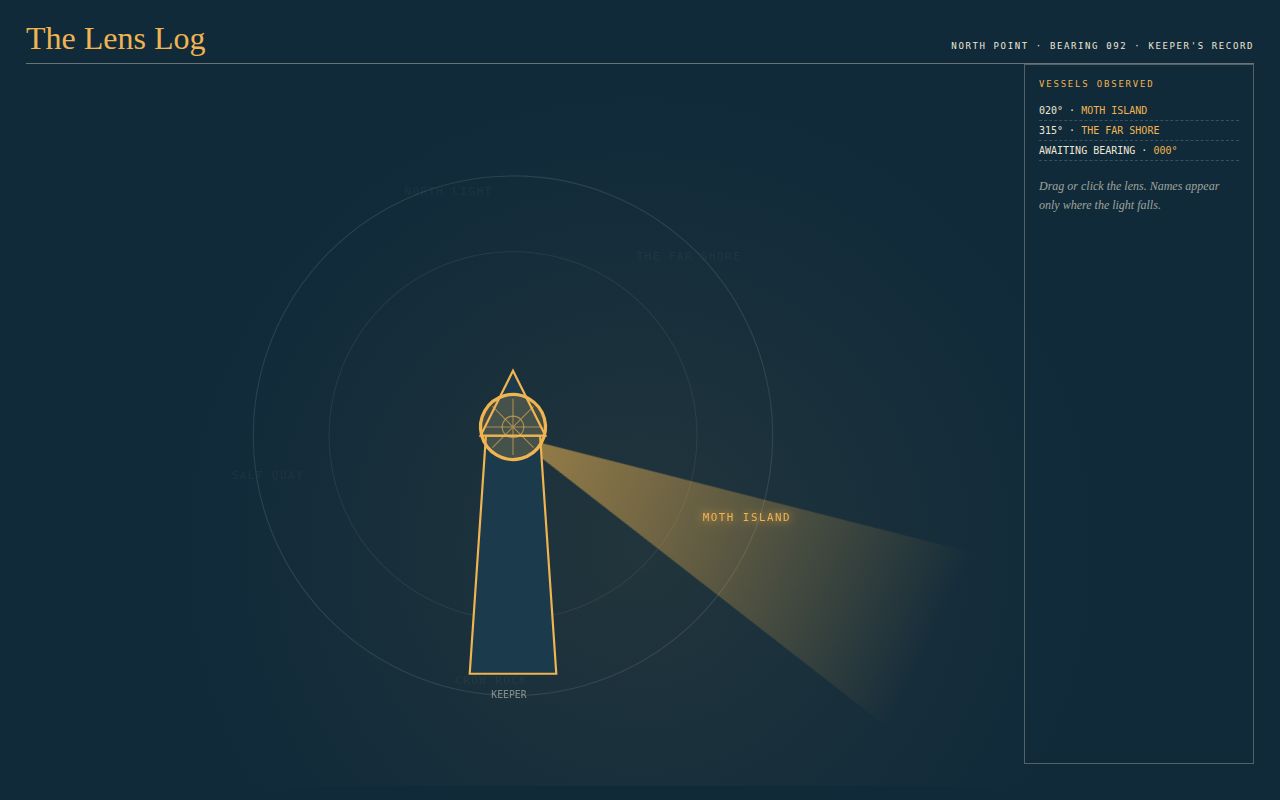 The Lens Log
NORTH POINT · BEARING 092 · KEEPER'S RECORD
VESSELS OBSERVED
020° · MOTH ISLAND
315° · THE FAR SHORE
AWAITING BEARING · 000°
Drag or click the lens. Names appear
only where the light falls.
NORTH LIGHT
THE FAR SHORE
SALT QUAY
MOTH ISLAND
KEEPER